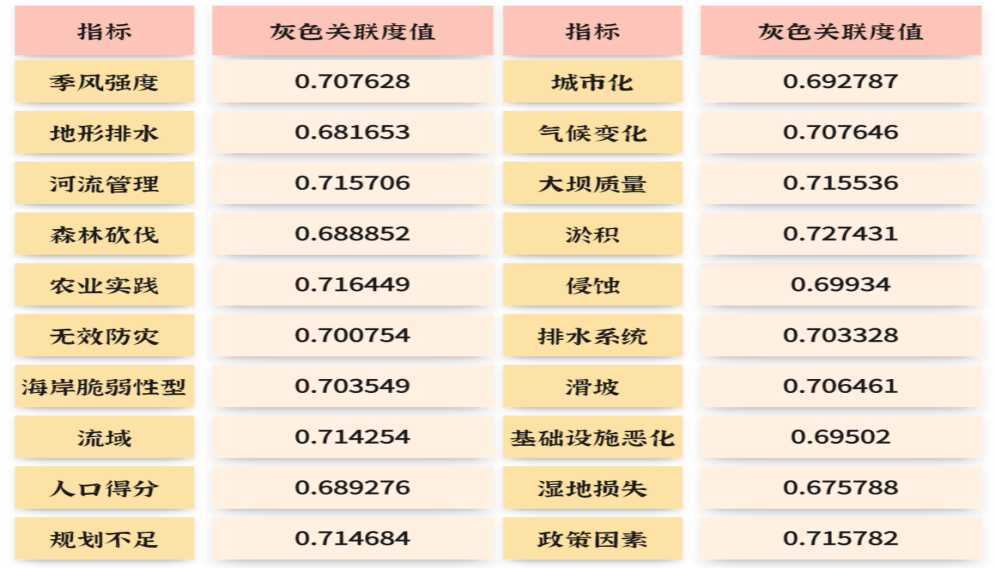 指标 灰色关联度值 指标 灰色关联度值
季风强度 0.707628 城市化 0.692787
地形排水 0.681653 气候变化 0.707646
河流管理 0.715706 大坝质量 0.715536
森林砍伐 0.688852 淤积 0.727431
农业实践 0.716449 侵蚀 0.69934
无效防灾 0.700754 排水系统 0.703328
海岸脆弱性型 0.703549 滑坡 0.706461
流域 0.714254 基础设施恶化 0.69502
人口得分 0.689276 湿地损失 0.675788
规划不足 0.714684 政策因素 0.715782